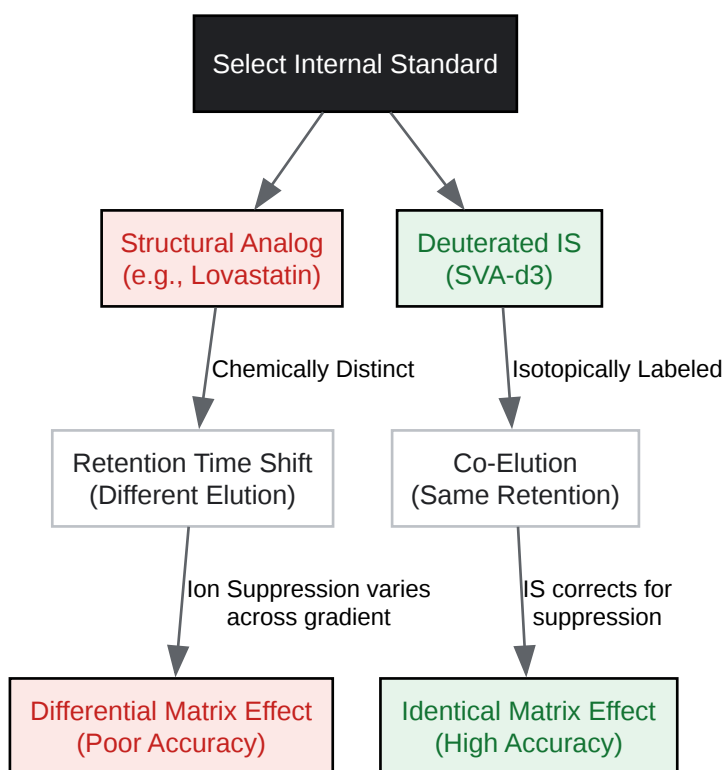 Select Internal Standard
Structural Analog
(e.g., Lovastatin)
Deuterated IS
(SVA-d3)
Chemically Distinct
Isotopically Labeled
Retention Time Shift
(Different Elution)
Co-Elution
(Same Retention)
Ion Suppression varies
across gradient
IS corrects for
suppression
Differential Matrix Effect
(Poor Accuracy)
Identical Matrix Effect
(High Accuracy)